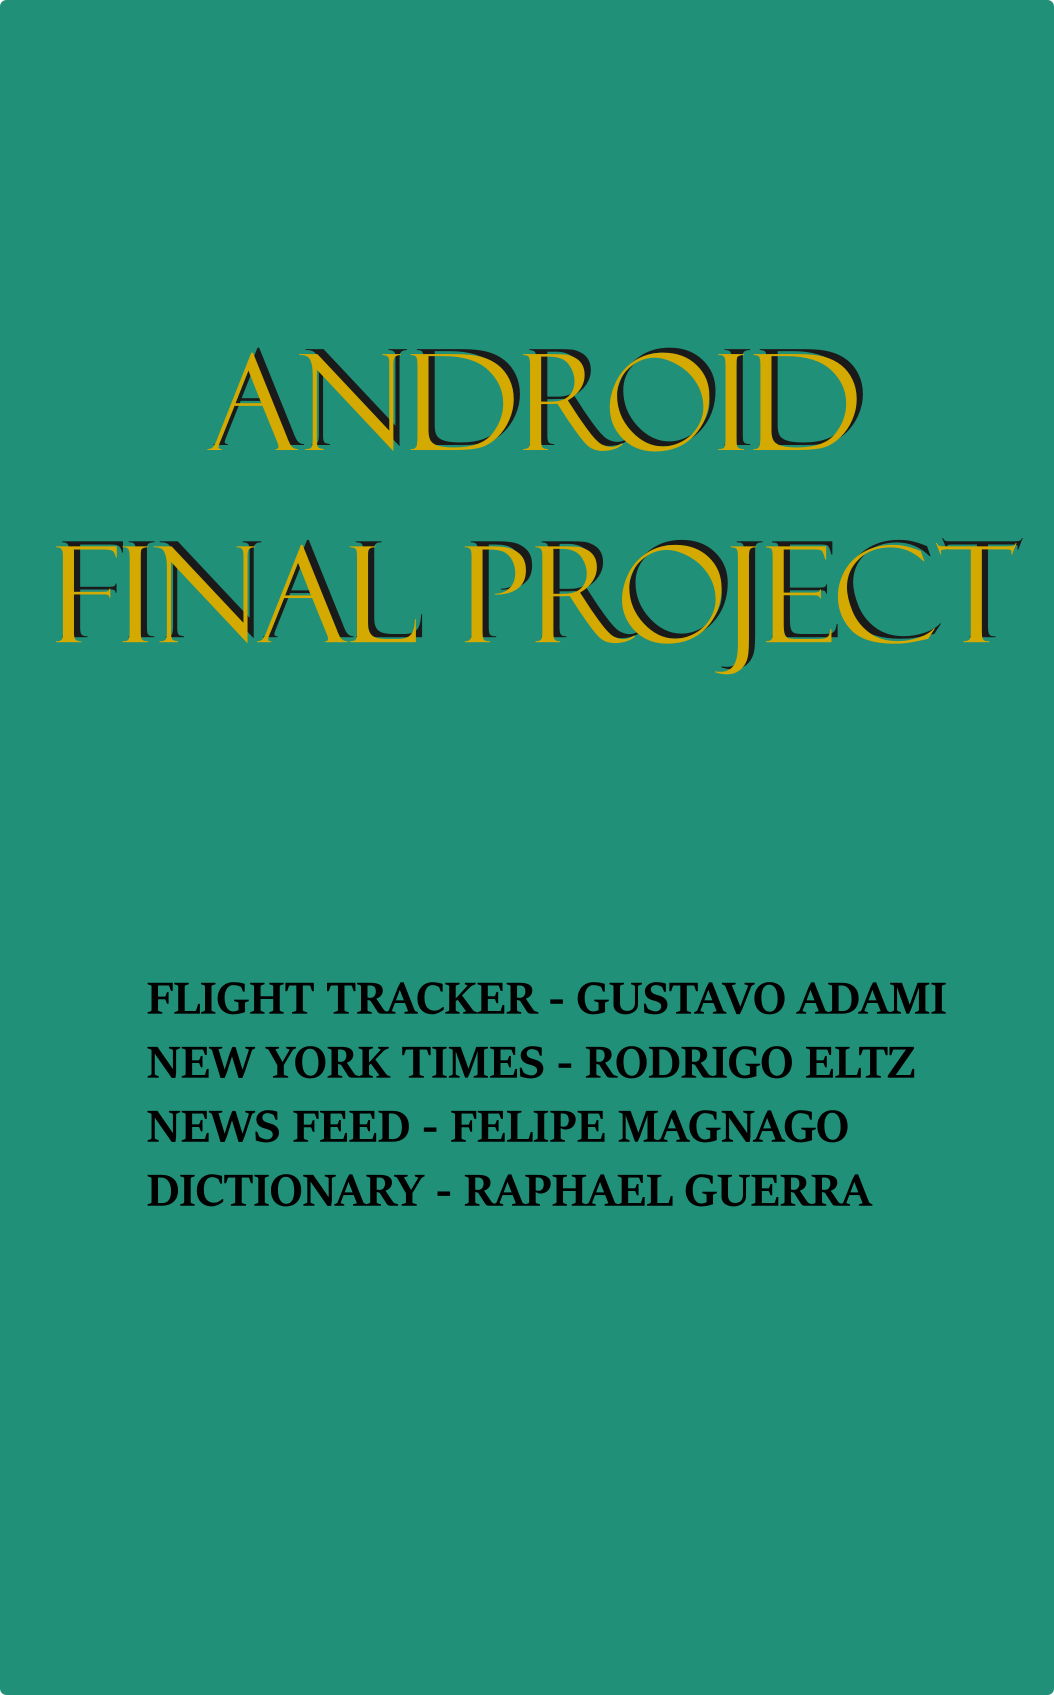 ANDROID
FINAL PROJECT
FLIGHT TRACKER - GUSTAVO ADAMI
NEW YORK TIMES - RODRIGO ELTZ
NEWS FEED - FELIPE MAGNAGO
DICTIONARY - RAPHAEL GUERRA